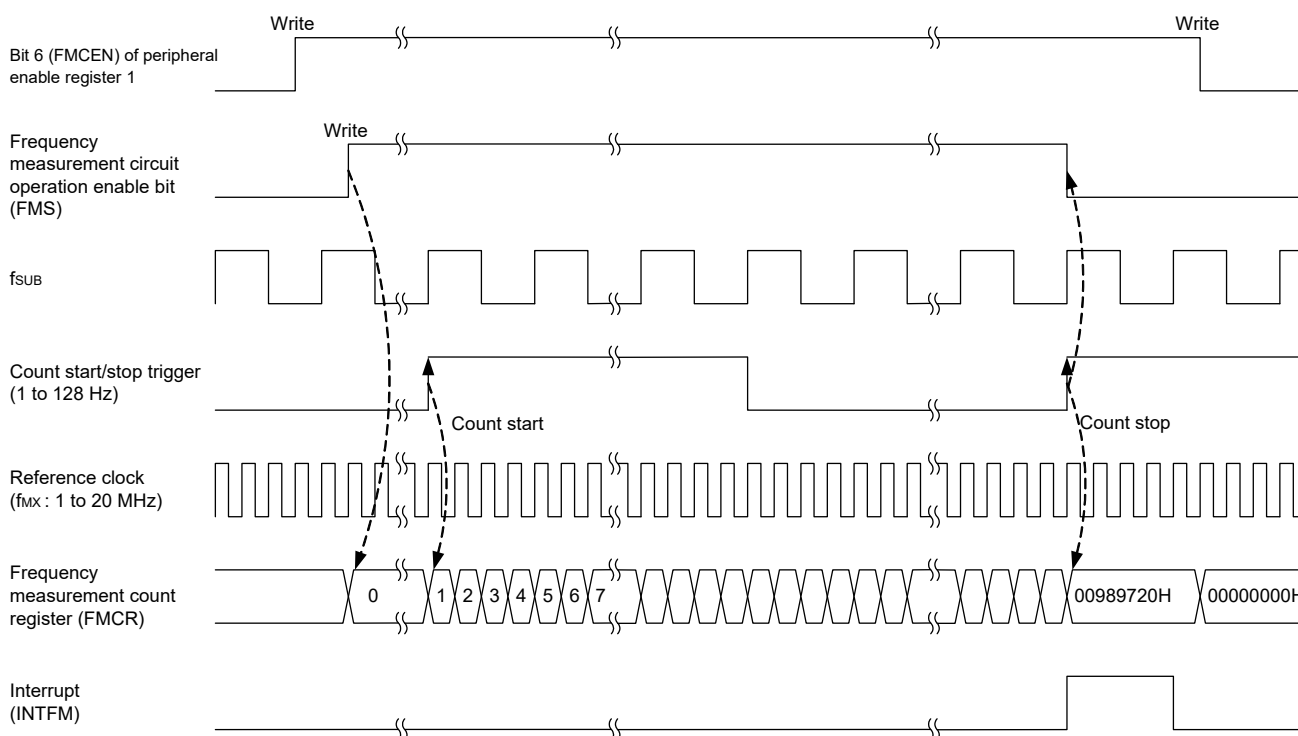 Write
Write
Bit 6 (FMCEN) of peripheral
enable register 1
Write
Frequency
measurement circuit
operation enable bit
(FMS)
fSUB
Count start/stop trigger
(1 to 128 Hz)
Count start
Count stop
Reference clock
(fMX : 1 to 20 MHz)
Frequency
measurement count
register (FMCR)
0 1 2 3 4 5 6 7 00989720H 00000000H
Interrupt
(INTFM)